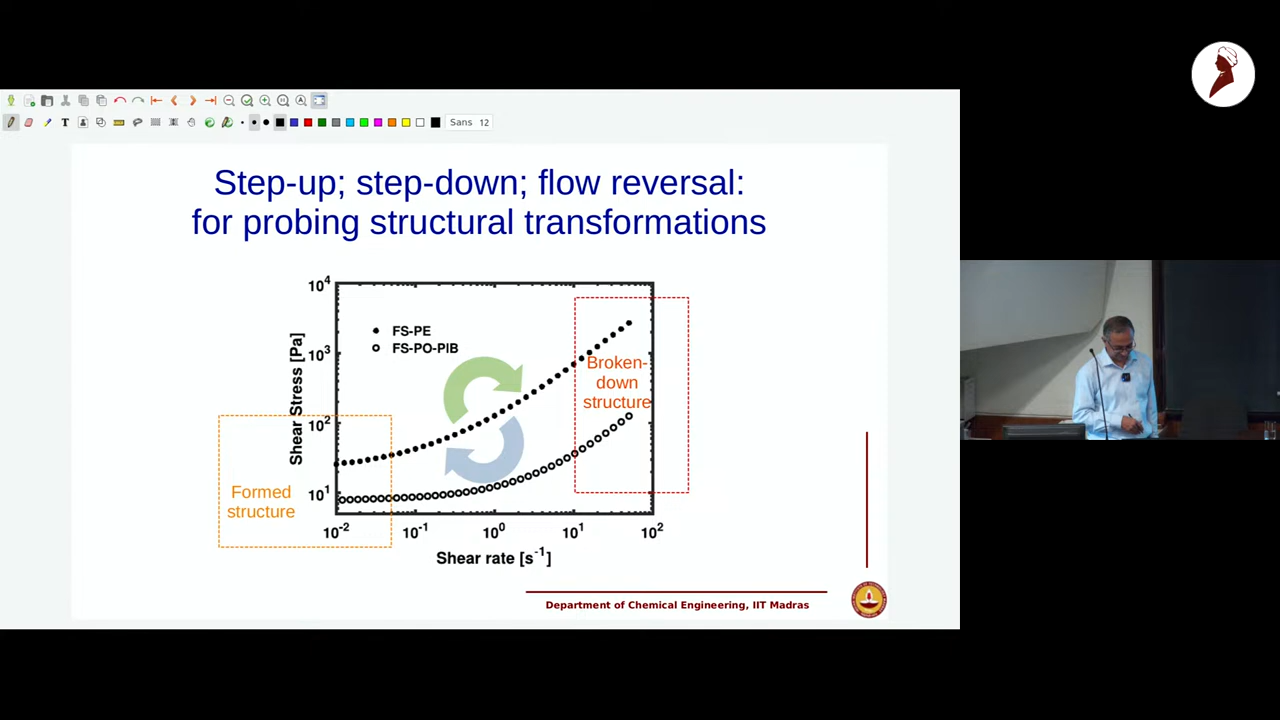 T
Sans 12
Step-up; step-down; flow reversal:
for probing structural transformations
10^4
10^3
10^2
10^1
Shear Stress [Pa]
FS-PE
FS-PO-PIB
Broken-
down
structure
Formed
structure
10^-2 10^-1 10^0 10^1 10^2
Shear rate [s^-1]
Department of Chemical Engineering, IIT Madras